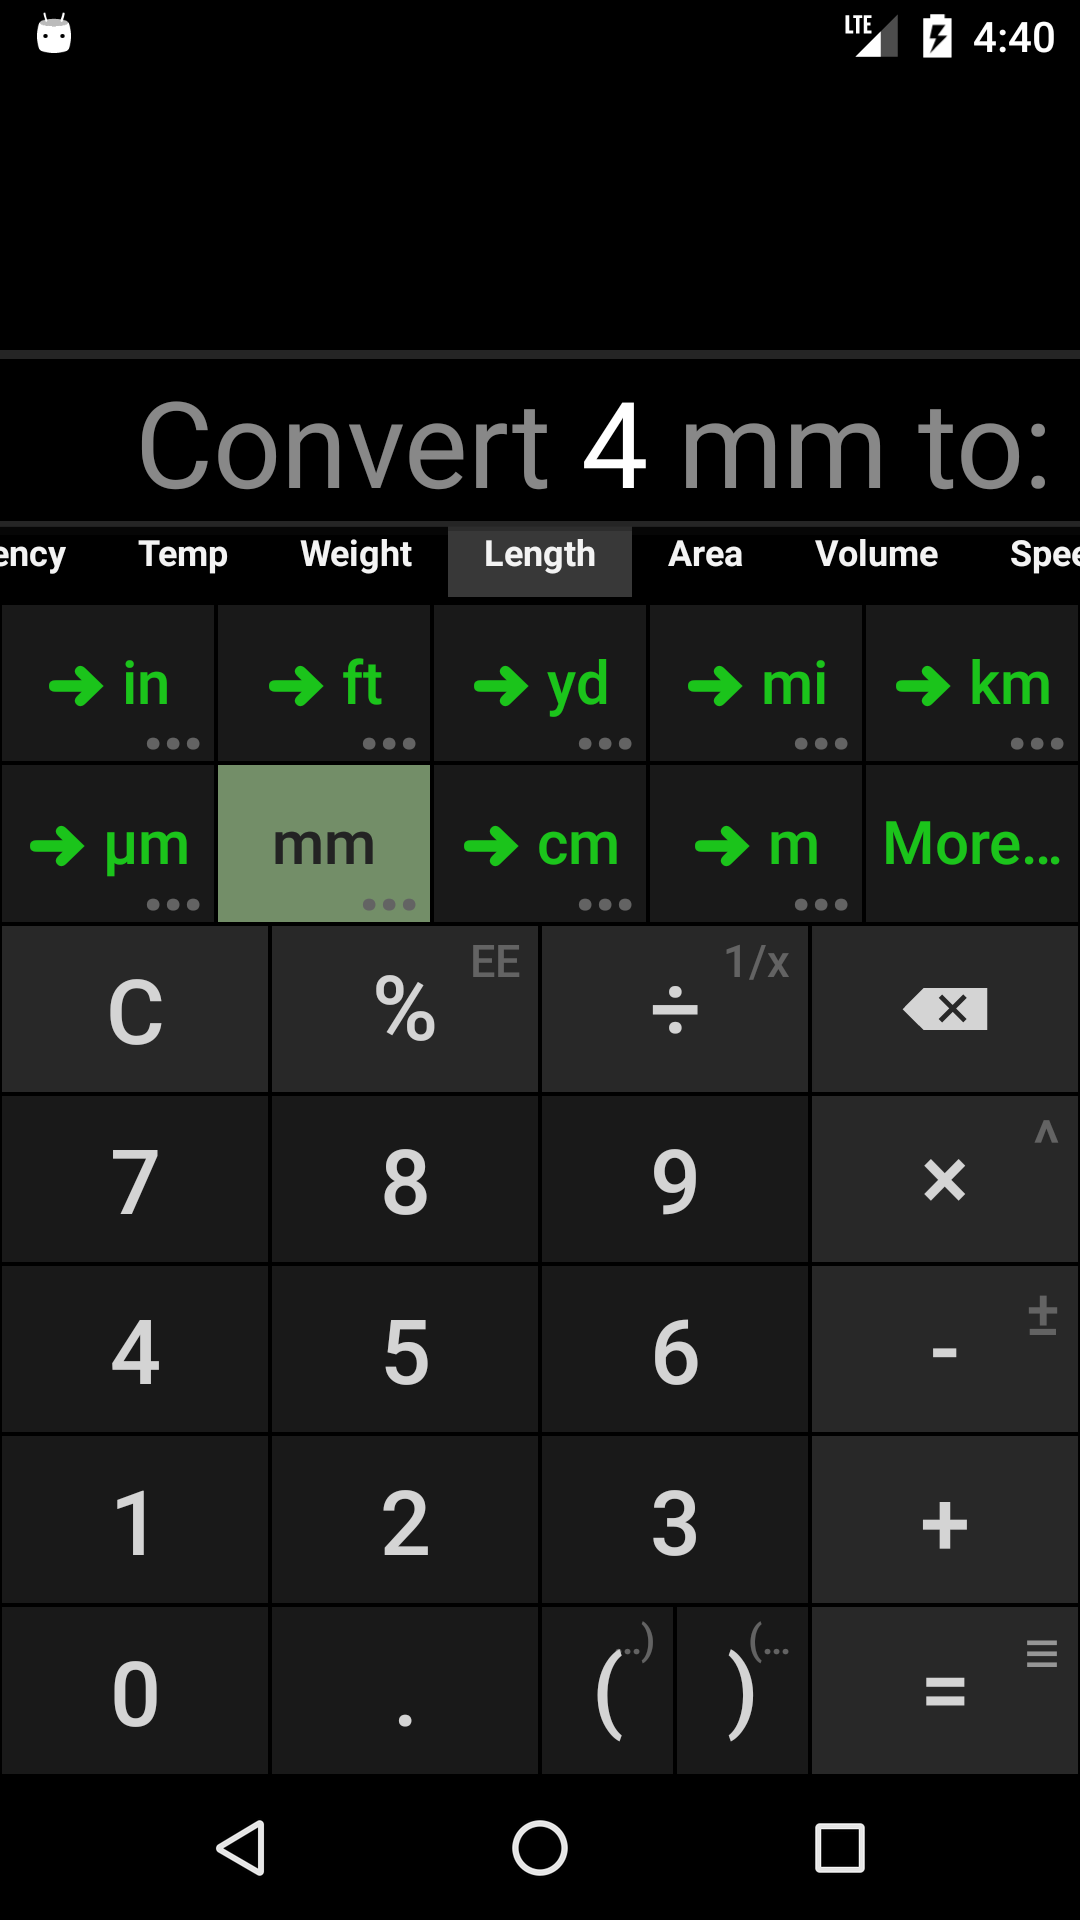 LTE 4:40
Convert 4 mm to:
ency Temp Weight Length Area Volume Spee
in ft yd mi km
µm mm cm m More...
C % EE ÷ 1/x
7 8 9 × ^
4 5 6 - ±
1 2 3 +
0 . ( ..) ) (... =